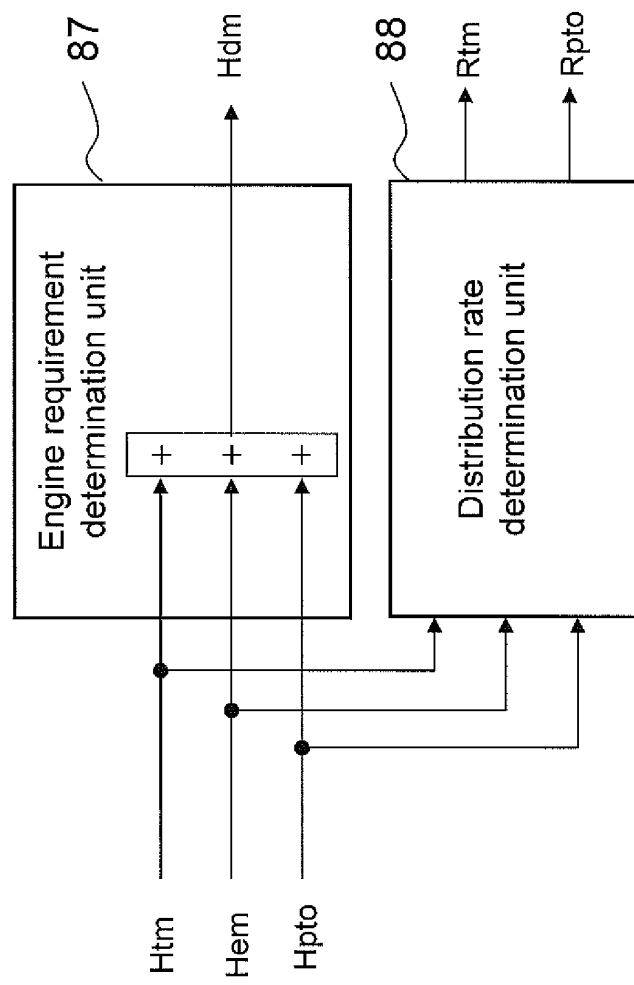 87
Engine requirement
determination unit
Htm
+
Hem
+
Hdm
Hpto
+
88
Distribution rate
determination unit
Rtm
Rpto